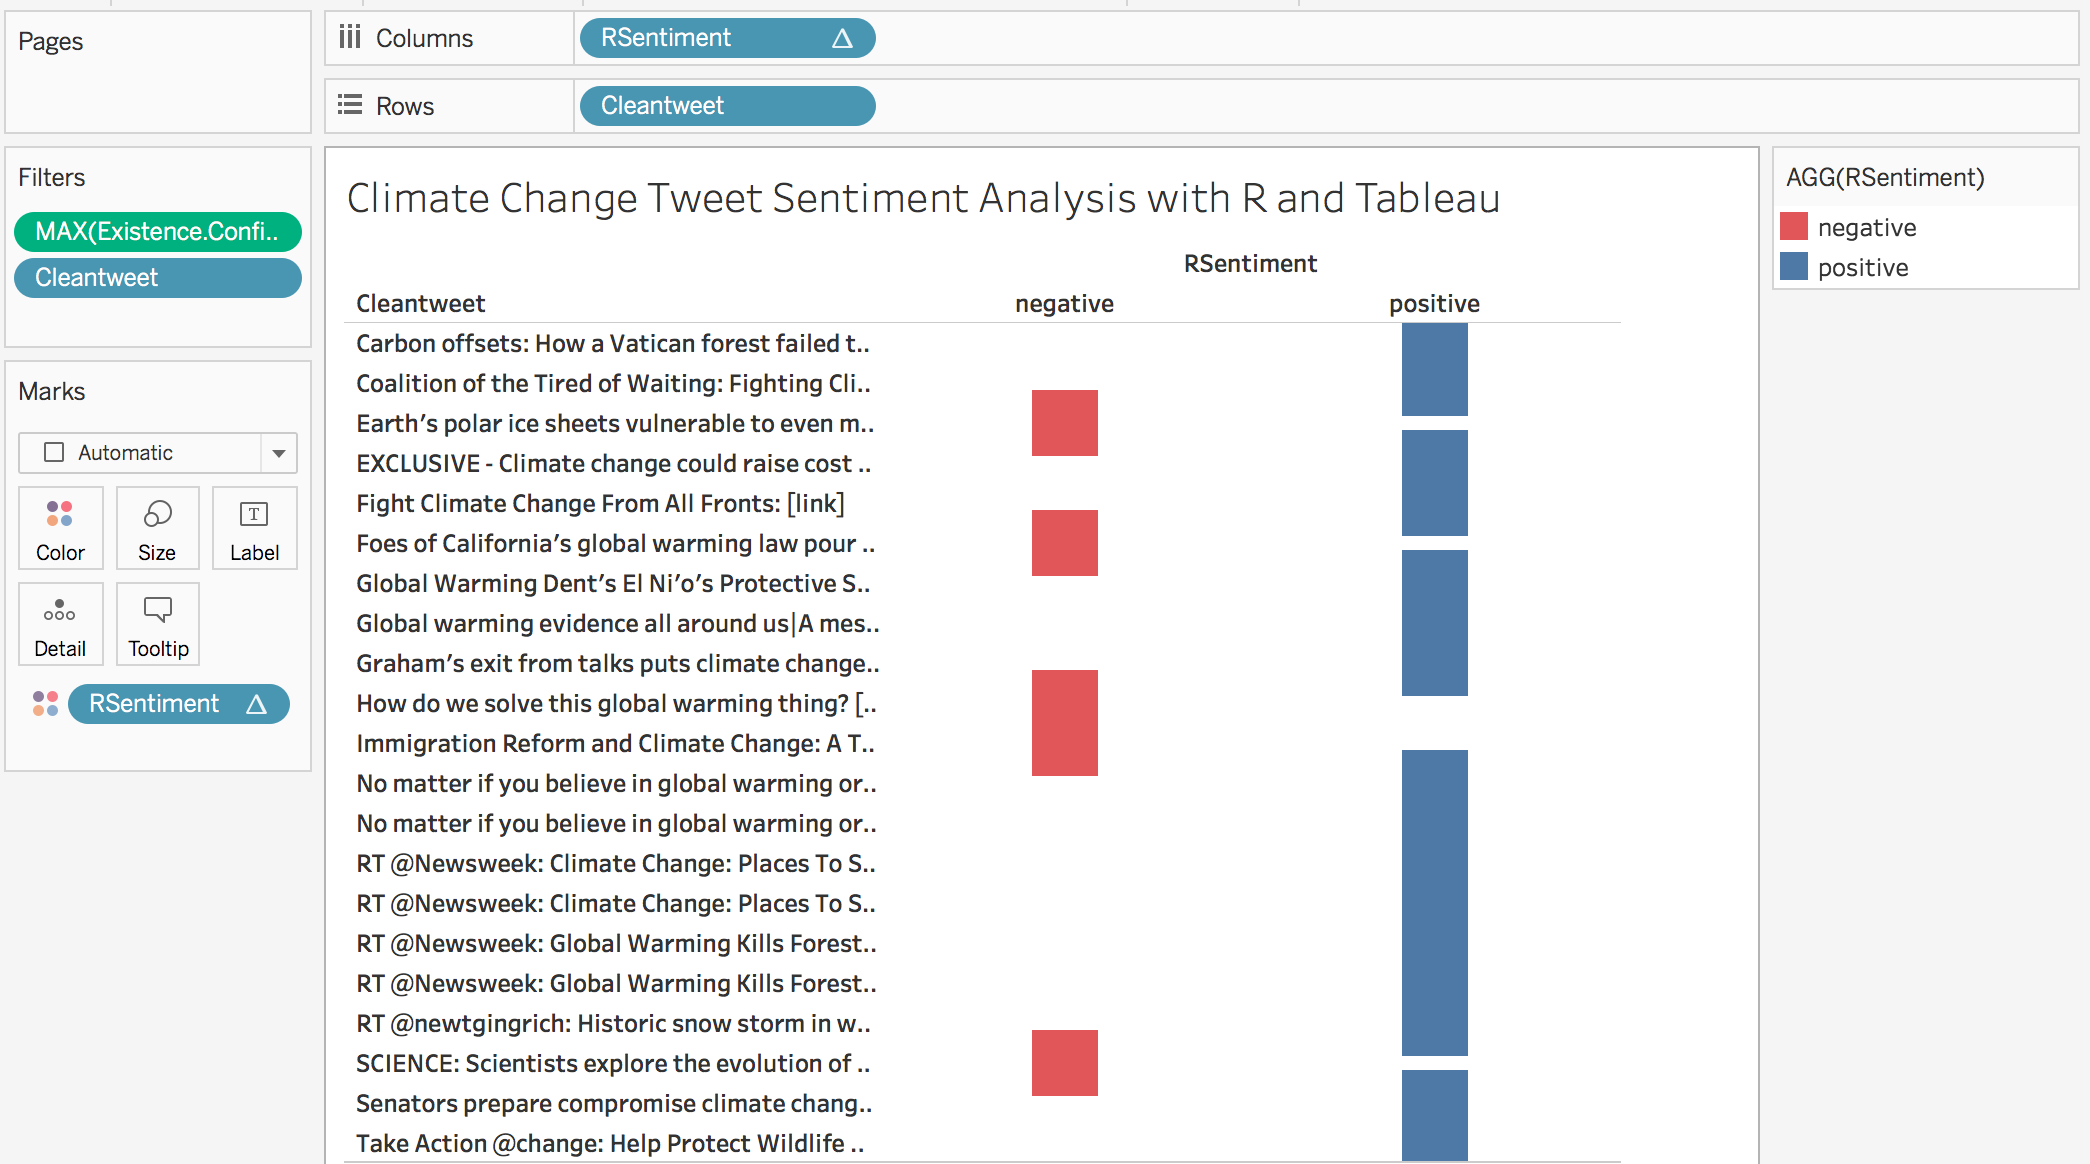 Pages
Columns
RSentiment
Rows
Cleantweet
Filters
MAX(Existence.Confi..
Cleantweet
Marks
Automatic
Color
Size
T
Label
Detail
Tooltip
RSentiment
Climate Change Tweet Sentiment Analysis with R and Tableau
RSentiment
Cleantweet negative positive
Carbon offsets: How a Vatican forest failed t..
Coalition of the Tired of Waiting: Fighting Cli..
Earth’s polar ice sheets vulnerable to even m..
EXCLUSIVE - Climate change could raise cost ..
Fight Climate Change From All Fronts: [link]
Foes of California’s global warming law pour ..
Global Warming Dent’s El Ni’o’s Protective S..
Global warming evidence all around us|A mes..
Graham’s exit from talks puts climate change..
How do we solve this global warming thing? [..
Immigration Reform and Climate Change: A T..
No matter if you believe in global warming or..
No matter if you believe in global warming or..
RT @Newsweek: Climate Change: Places To S..
RT @Newsweek: Climate Change: Places To S..
RT @Newsweek: Global Warming Kills Forest..
RT @Newsweek: Global Warming Kills Forest..
RT @newtgingrich: Historic snow storm in w..
SCIENCE: Scientists explore the evolution of ..
Senators prepare compromise climate chang..
Take Action @change: Help Protect Wildlife ..
AGG(RSentiment)
negative
positive